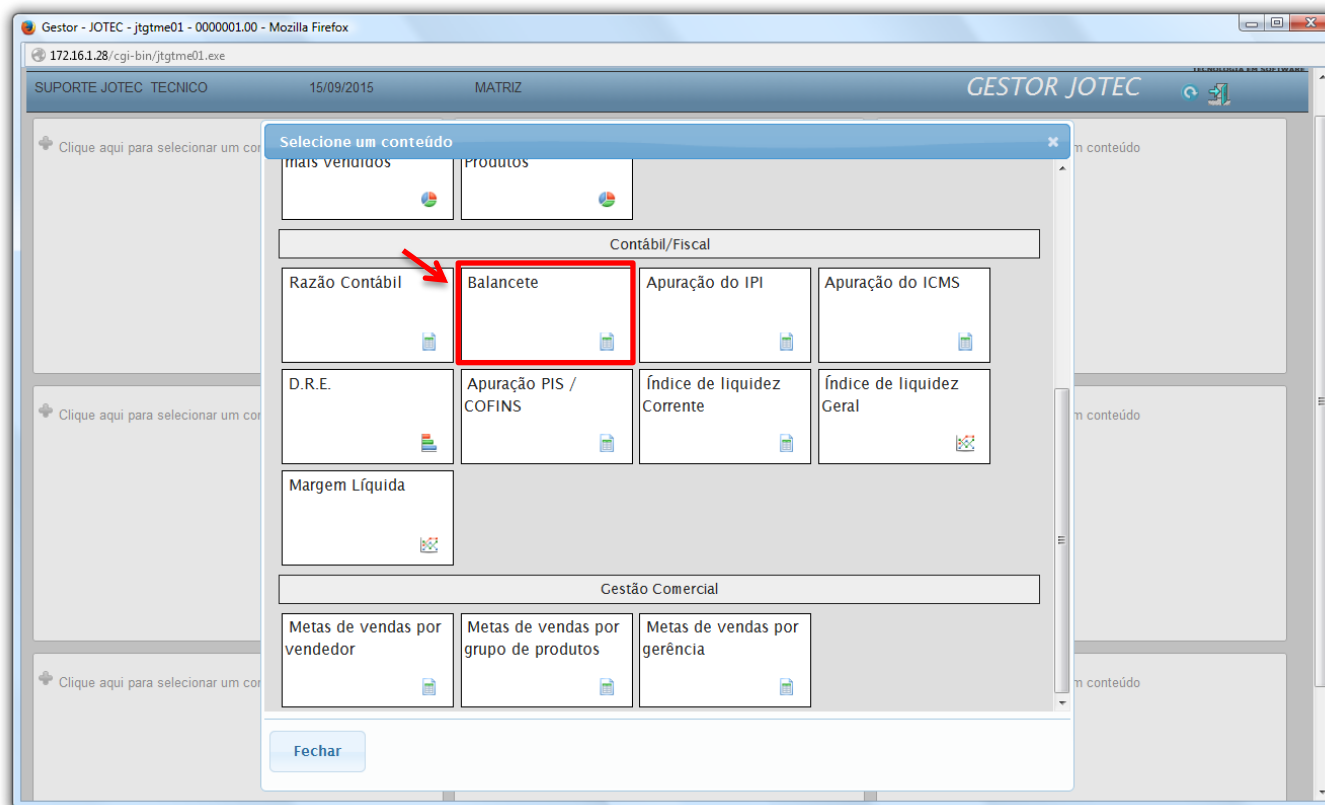 Gestor - JOTEC - jtgtme01 - 0000001.00 - Mozilla Firefox
172.16.1.28/cgi-bin/jtgtme01.exe
TECNOLOGIA EM SOFTWARE
SUPORTE JOTEC TECNICO 15/09/2015 MATRIZ GESTOR JOTEC
Clique aqui para selecionar um con
Selecione um conteúdo
m conteúdo
mais vendidos
Produtos
Contábil/Fiscal
Razão Contábil
Balancete
Apuração do IPI
Apuração do ICMS
D.R.E.
Apuração PIS /
COFINS
Índice de liquidez
Corrente
Índice de liquidez
Geral
Clique aqui para selecionar um con
m conteúdo
Margem Líquida
Gestão Comercial
Metas de vendas por
vendedor
Metas de vendas por
grupo de produtos
Metas de vendas por
gerência
Clique aqui para selecionar um con
m conteúdo
Fechar